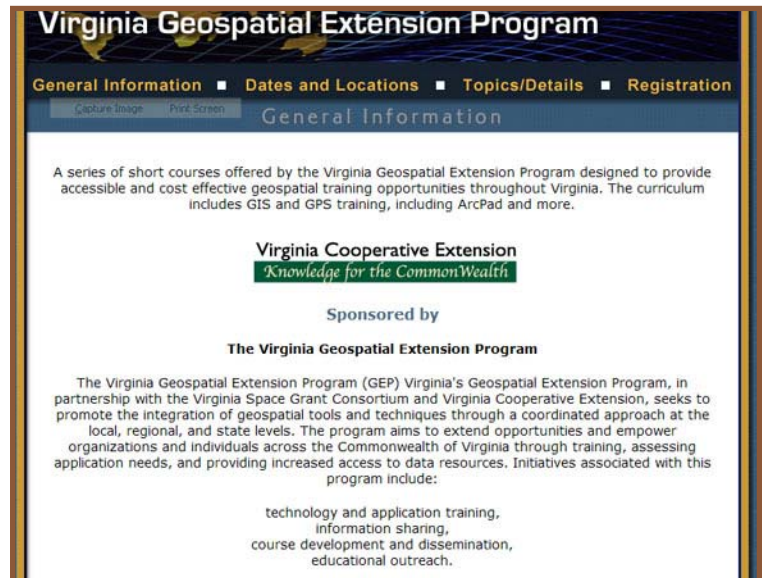 Virginia Geospatial Extension Program
General Information ■ Dates and Locations ■ Topics/Details ■ Registration
Capture Image Print Screen
General Information
A series of short courses offered by the Virginia Geospatial Extension Program designed to provide
accessible and cost effective geospatial training opportunities throughout Virginia. The curriculum
includes GIS and GPS training, including ArcPad and more.
Virginia Cooperative Extension
Knowledge for the CommonWealth
Sponsored by
The Virginia Geospatial Extension Program
The Virginia Geospatial Extension Program (GEP) Virginia's Geospatial Extension Program, in
partnership with the Virginia Space Grant Consortium and Virginia Cooperative Extension, seeks to
promote the integration of geospatial tools and techniques through a coordinated approach at the
local, regional, and state levels. The program aims to extend opportunities and empower
organizations and individuals across the Commonwealth of Virginia through training, assessing
application needs, and providing increased access to data resources. Initiatives associated with this
program include:
technology and application training,
information sharing,
course development and dissemination,
educational outreach.